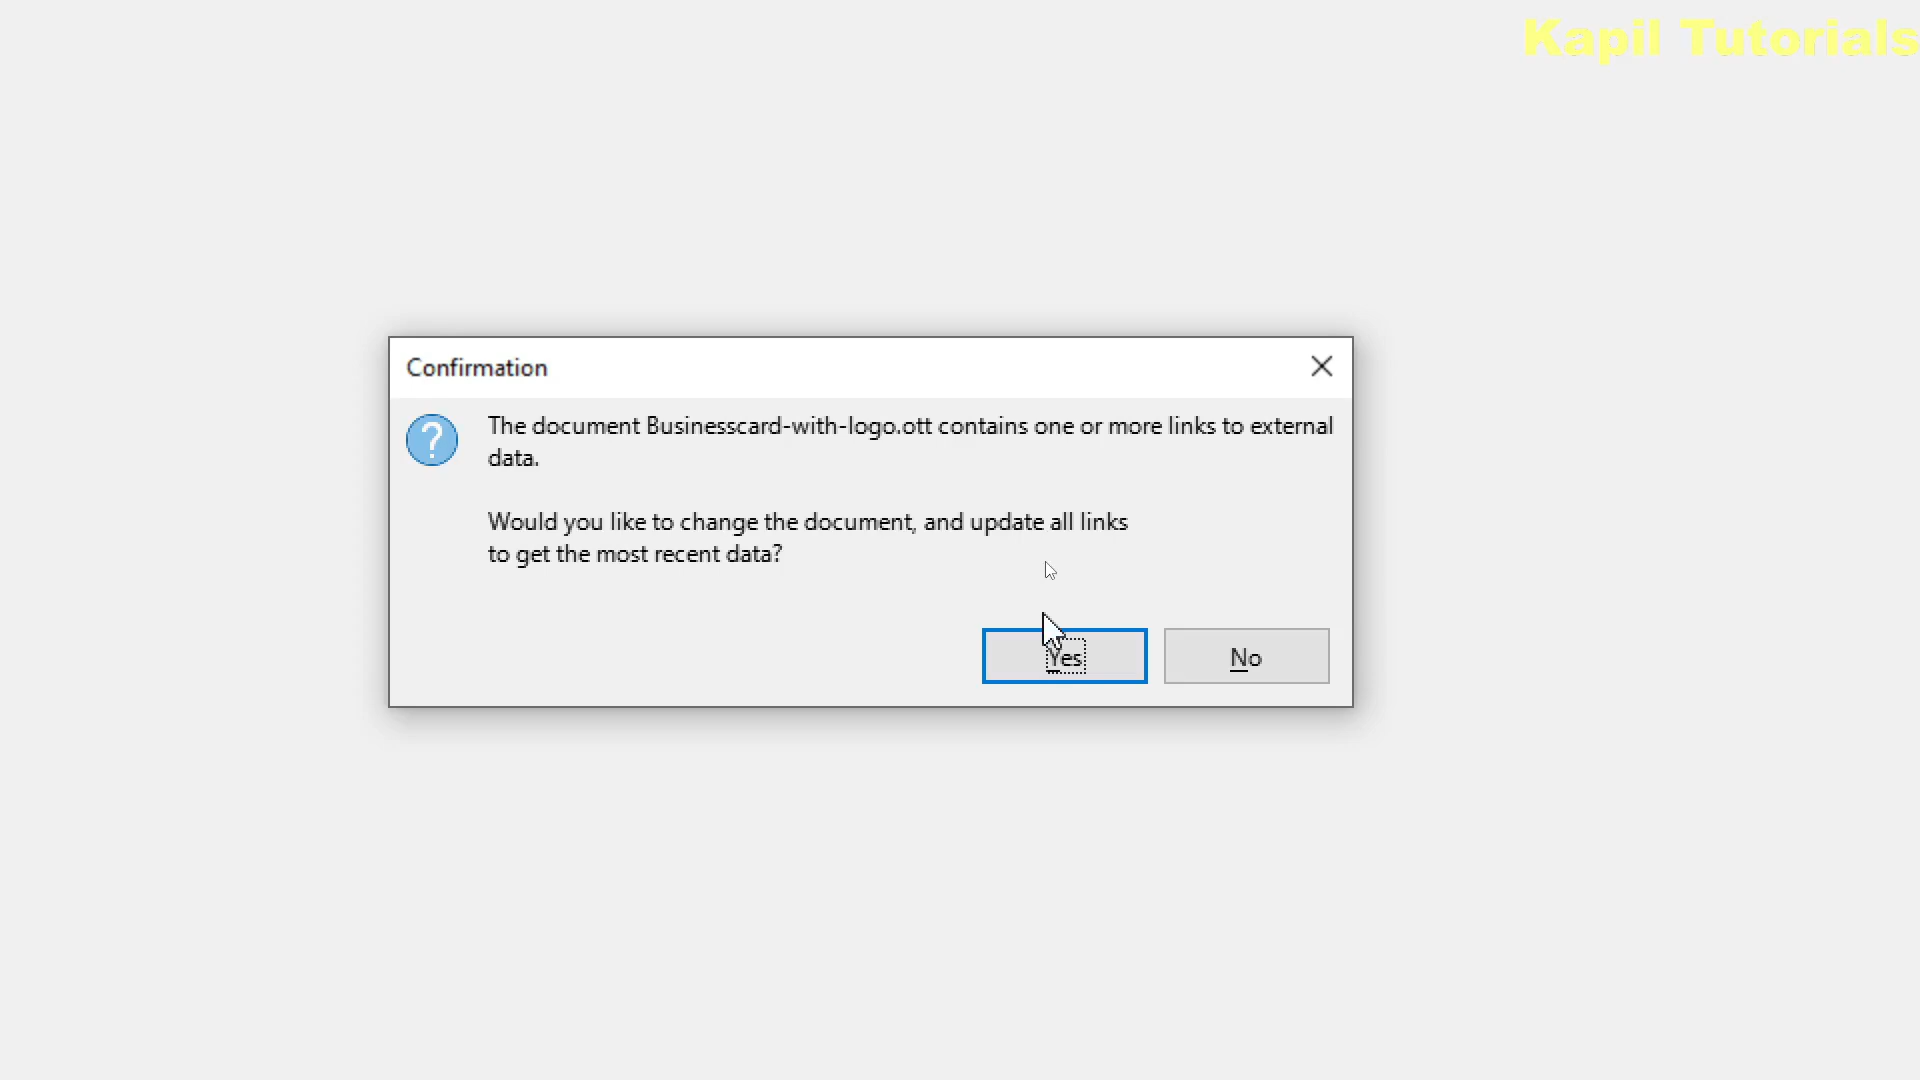 Kapil Tutorials
Confirmation
The document Businesscard-with-logo.ott contains one or more links to external
data.
Would you like to change the document, and update all links
to get the most recent data?
Yes
No